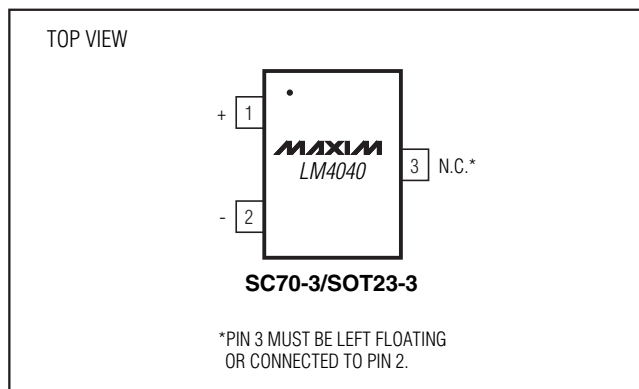 TOP VIEW
+ 1
MAXIM
LM4040
3 N.C.*
- 2
SC70-3/SOT23-3
*PIN 3 MUST BE LEFT FLOATING
OR CONNECTED TO PIN 2.